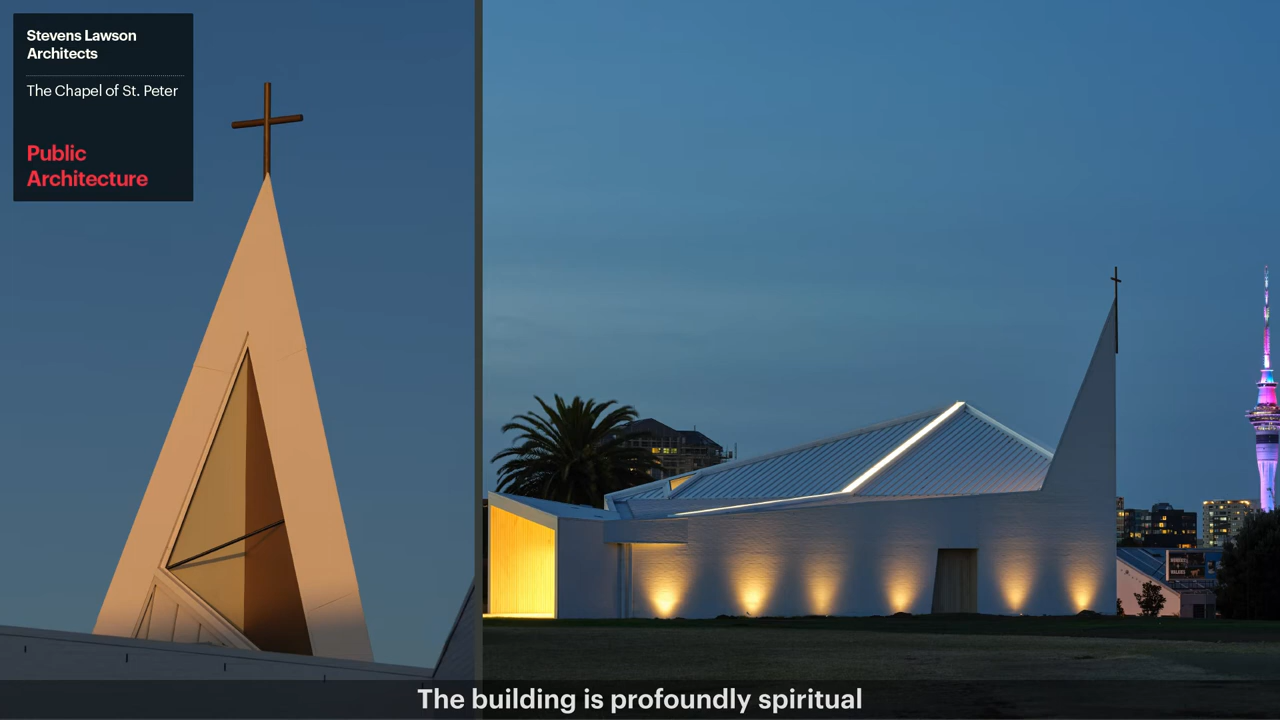 Stevens Lawson
Architects
The Chapel of St. Peter
Public
Architecture
The building is profoundly spiritual